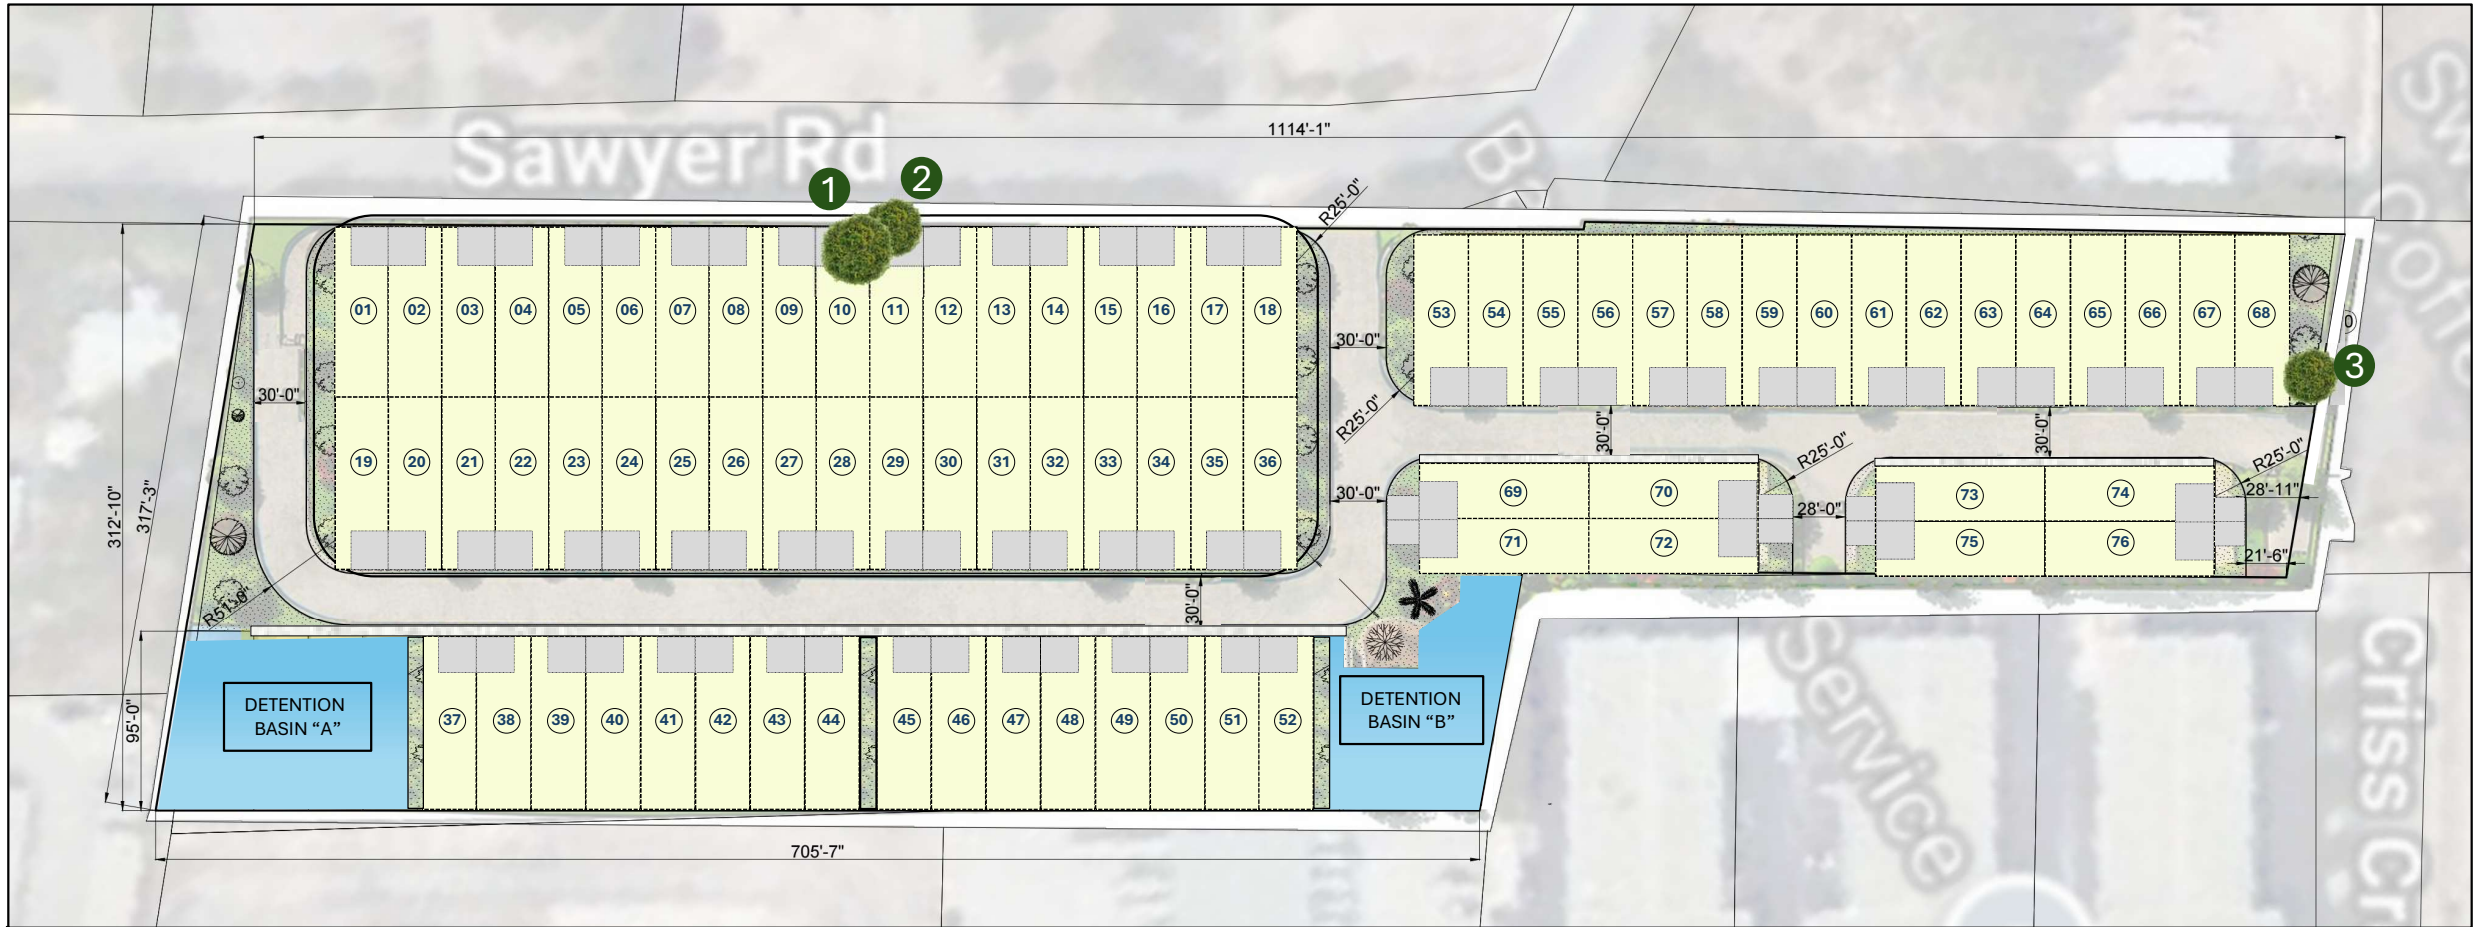 Sawyer Rd
1114'-1"
1
2
R25'-0"
01 02 03 04 05 06 07 08 09 10 11 12 13 14 15 16 17 18
53 54 55 56 57 58 59 60 61 62 63 64 65 66 67 68
30'-0"
3
30'-0"
R25'-0"
30'-0"
30'-0"
R25'-0"
R25'-0"
19 20 21 22 23 24 25 26 27 28 29 30 31 32 33 34 35 36
312'-10"
317'-3"
30'-0"
69 70
73 74
28'-11"
28'-0"
71 72
75 76
21'-6"
30'-0"
95'-0"
DETENTION
BASIN “A”
37 38 39 40 41 42 43 44 45 46 47 48 49 50 51 52
DETENTION
BASIN “B”
Service
Criss Cr
705'-7"